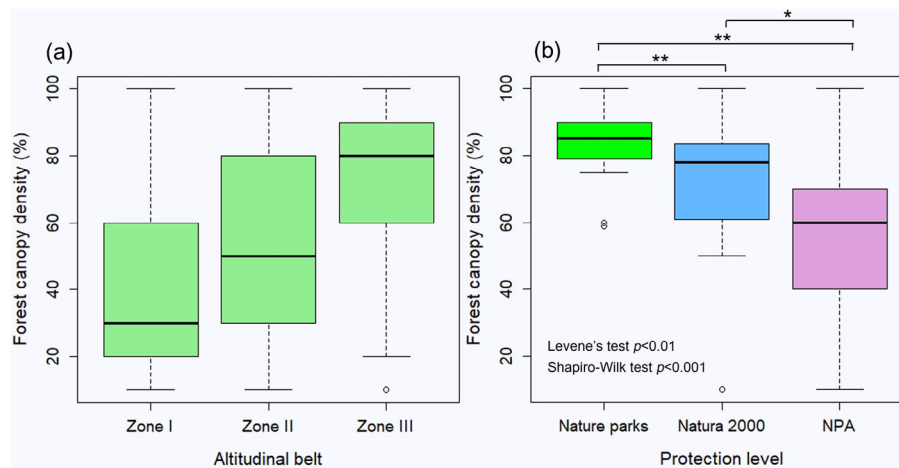 (a)
Forest canopy density (%)
100
80
60
40
20
Zone I Zone II Zone III
Altitudinal belt
(b)
*
**
**
Forest canopy density (%)
100
80
60
40
20
Levene's test p<0.01
Shapiro-Wilk test p<0.001
Nature parks Natura 2000 NPA
Protection level